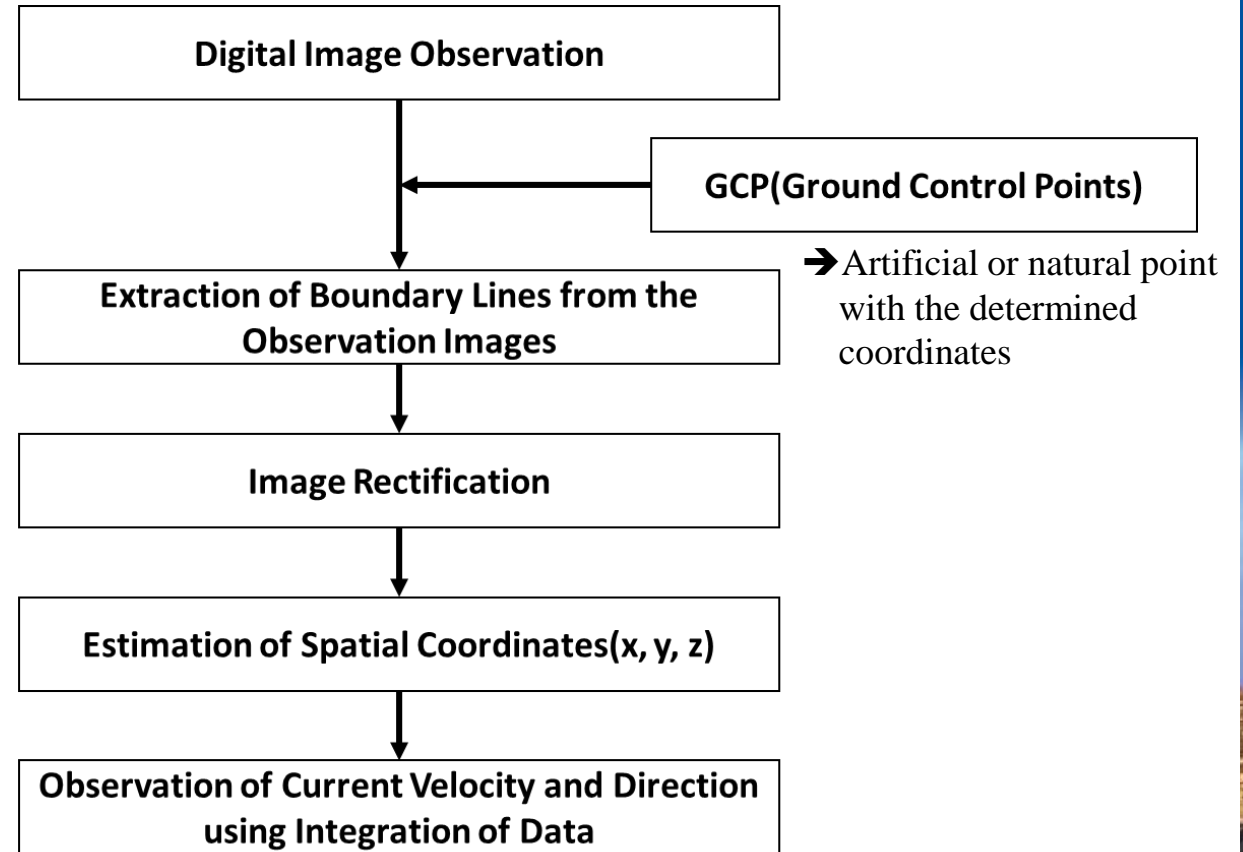 Digital Image Observation
GCP(Ground Control Points)
➔Artificial or natural point
with the determined
coordinates
Extraction of Boundary Lines from the
Observation Images
Image Rectification
Estimation of Spatial Coordinates(x, y, z)
Observation of Current Velocity and Direction
using Integration of Data